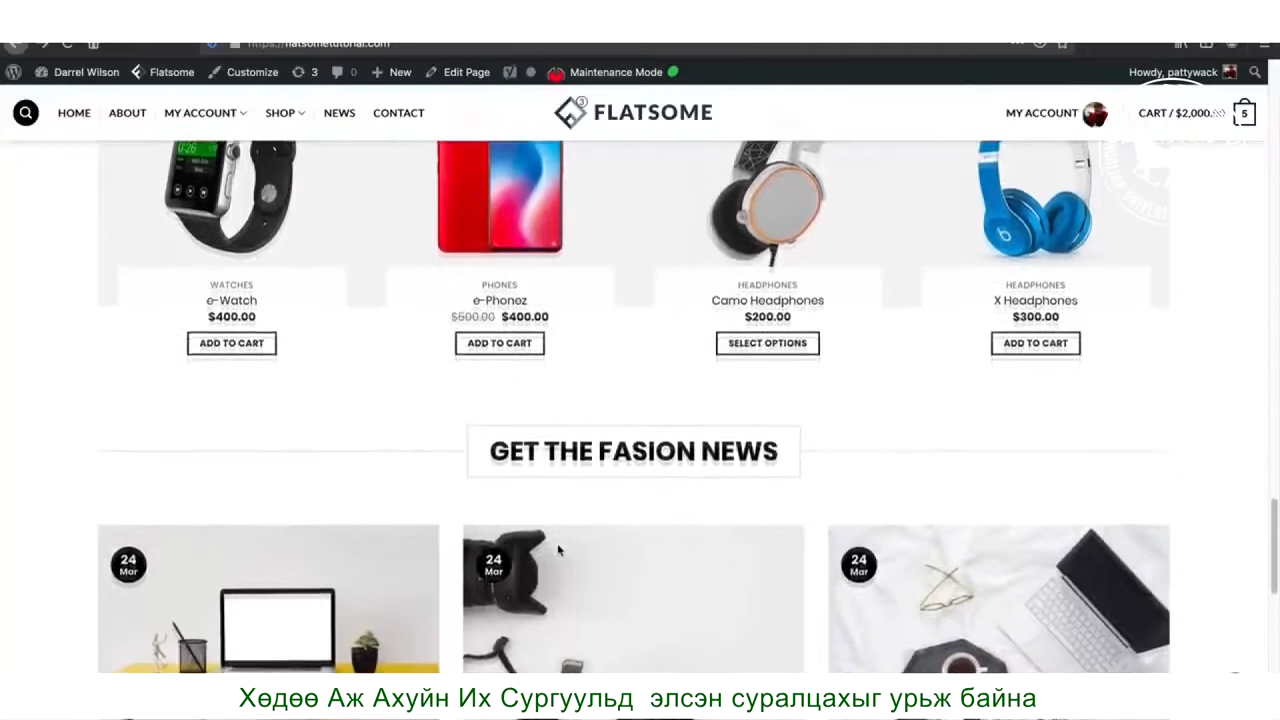 https://flatsometutorial.com
Darrel Wilson Flatsome Customize 3 0 New Edit Page Maintenance Mode Howdy, pattywack
HOME ABOUT MY ACCOUNT SHOP NEWS CONTACT FLATSOME 3 MY ACCOUNT CART / $2,000. 5
WATCHES PHONES HEADPHONES HEADPHONES
e-Watch e-Phonez Camo Headphones X Headphones
$400.00 $500.00 $400.00 $200.00 $300.00
ADD TO CART ADD TO CART SELECT OPTIONS ADD TO CART
GET THE FASION NEWS
24 24 24
Mar Mar Mar
Хөдөө Аж Ахуйн Их Сургуульд элсэн суралцахыг урьж байна